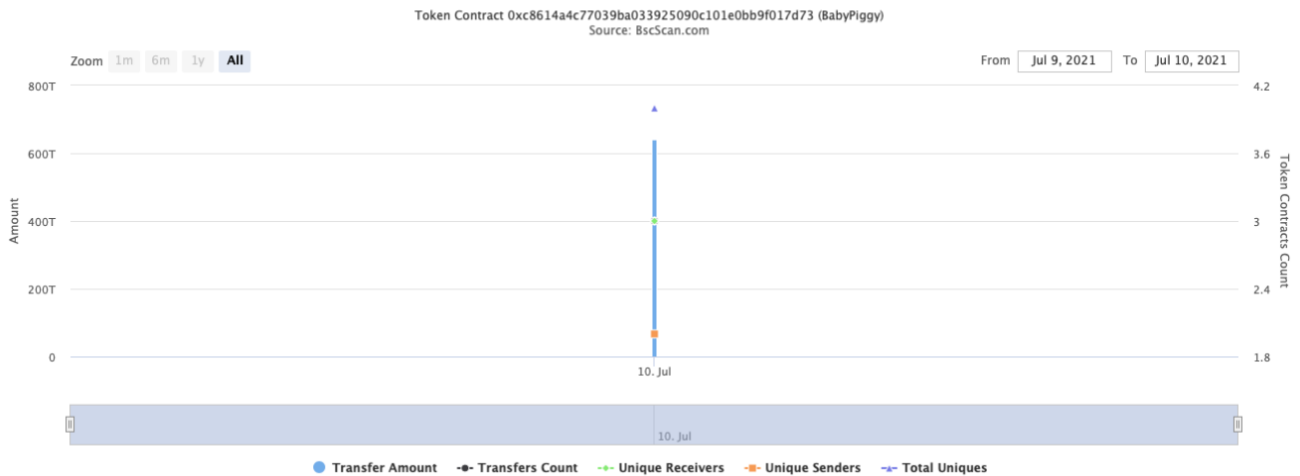 Token Contract 0xc8614a4c77039ba033925090c101e0bb9f017d73 (BabyPiggy)
Source: BscScan.com
Zoom 1m 6m 1y All From Jul 9, 2021 To Jul 10, 2021
800T 4.2
600T 3.6
400T 3
200T 2.4
0 1.8
Amount
Token Contracts Count
10. Jul
10. Jul
Transfer Amount Transfers Count Unique Receivers Unique Senders Total Uniques